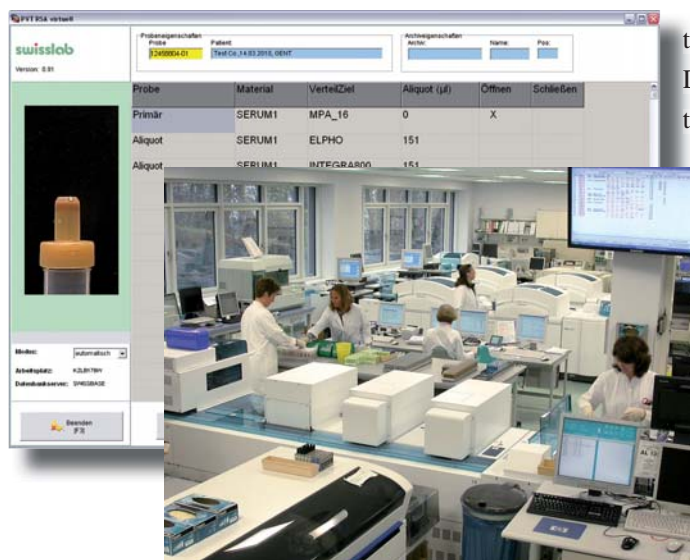 PVT RSA virtuell
swisslab
Version: 0.91
Probeneigenschaften
Probe
Patient:
Test Co.,14.03.2010, GENT
Archiveigenschaften
Archiv:
Name:
Pos:
Probe Material VerteilZiel Aliquot (µl) Öffnen Schließen
Primär SERUM1 MPA_16 0 X
Aliquot SERUM1 ELPHO 151
Aliquot SERUM1 INTEGRA800 151
Modus:
automatisch
Arbeitsplatz:
Datenbankserver:
Beenden
[F3]